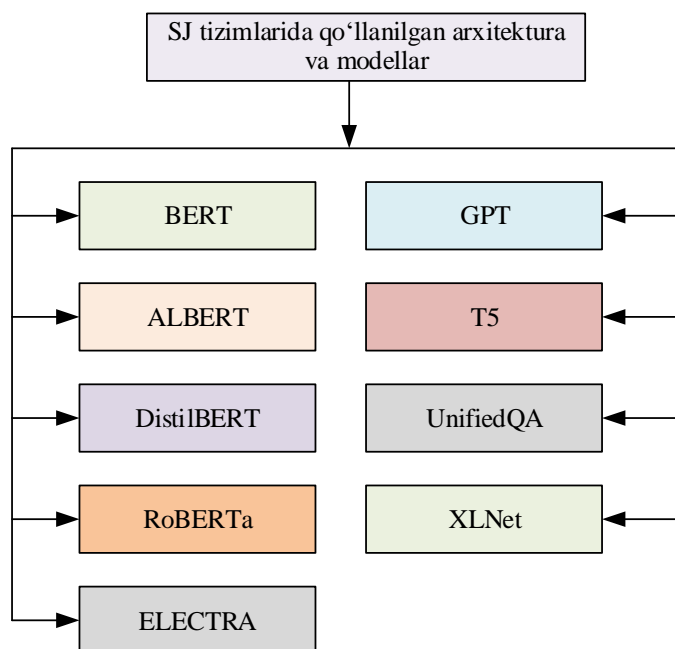 SJ tizimlarida qo‘llanilgan arxitektura
va modellar
BERT
GPT
ALBERT
T5
DistilBERT
UnifiedQA
RoBERTa
XLNet
ELECTRA